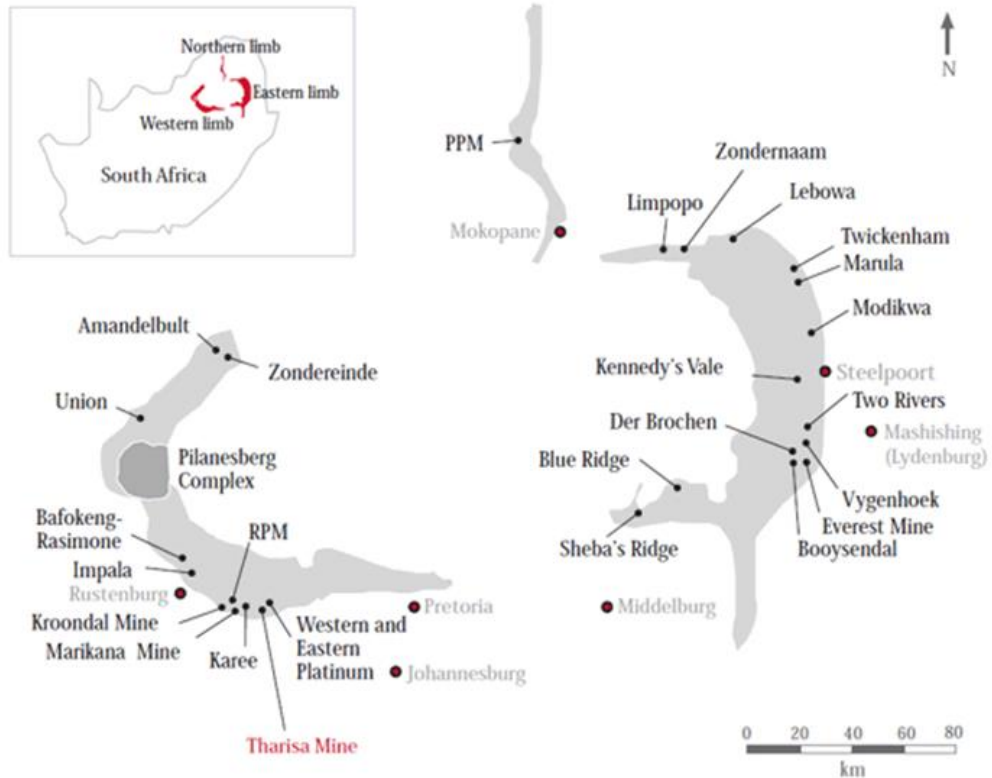 Northern limb
Eastern limb
Western limb
South Africa
N
PPM
Mokopane
Zondernaam
Limpopo
Lebowa
Twickenham
Marula
Modikwa
Kennedy's Vale
Steelpoort
Two Rivers
Der Brochen
Mashishing
(Lydenburg)
Blue Ridge
Vygenhoek
Everest Mine
Sheba's Ridge
Booysendal
Amandelbult
Zondereinde
Union
Pilanesberg
Complex
Bafokeng-
Rasimone
RPM
Impala
Rustenburg
Kroondal Mine
Marikana Mine
Karee
Western and
Eastern
Platinum
Pretoria
Johannesburg
Middelburg
Tharisa Mine
0 20 40 60 80
km